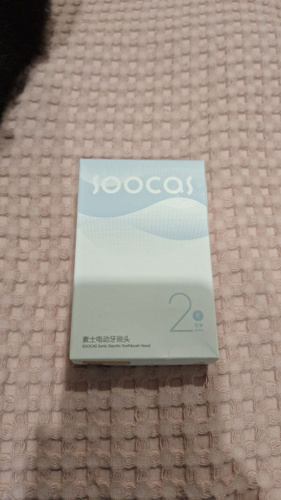 soocas
2
素士电动牙刷头
SOOCAS Sonic Electric Toothbrush Head